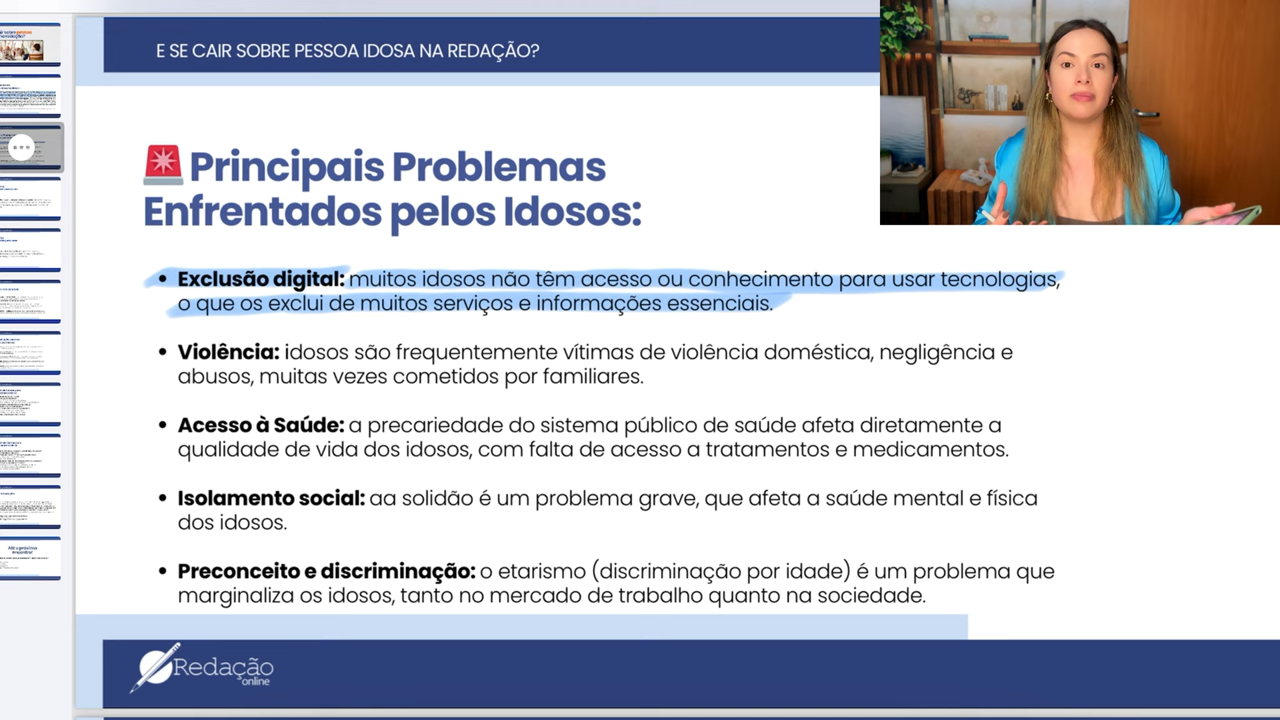 E SE CAIR SOBRE PESSOA IDOSA NA REDAÇÃO?
Principais Problemas
Enfrentados pelos Idosos:
• Exclusão digital: muitos idosos não têm acesso ou conhecimento para usar tecnologias,
o que os exclui de muitos serviços e informações essenciais.
• Violência: idosos são frequentemente vítimas de violência doméstica, negligência e
abusos, muitas vezes cometidos por familiares.
• Acesso à Saúde: a precariedade do sistema público de saúde afeta diretamente a
qualidade de vida dos idosos, com falta de acesso a tratamentos e medicamentos.
• Isolamento social: aa solidão é um problema grave, que afeta a saúde mental e física
dos idosos.
• Preconceito e discriminação: o etarismo (discriminação por idade) é um problema que
marginaliza os idosos, tanto no mercado de trabalho quanto na sociedade.
Redação
online